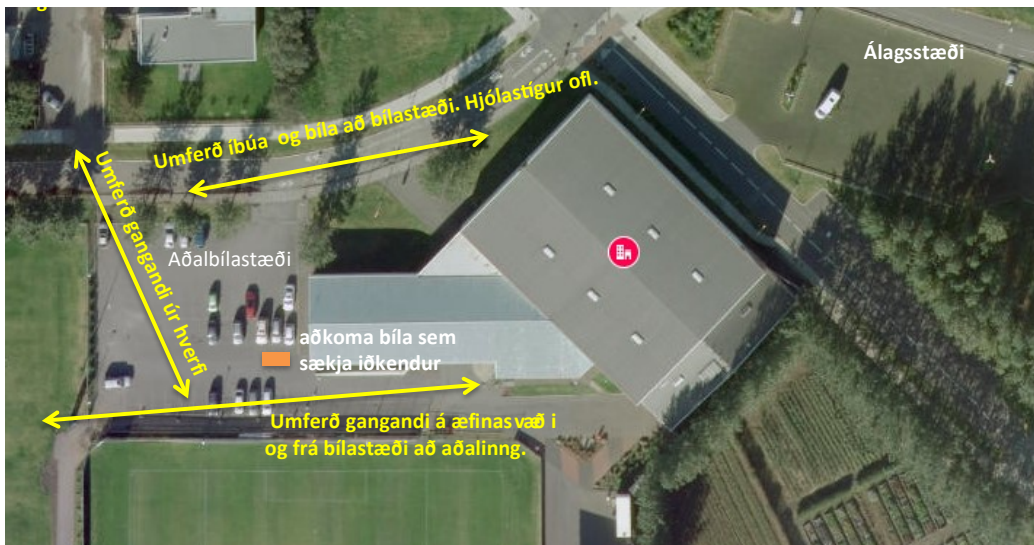 g
Álagsstæði
Umferð íbúa og bíla að bílastæði. Hjólastígur ofl.
Umferð gangandi úr hverfi
Aðalbílastæði
aðkoma bíla sem
sækja iðkendur
Umferð gangandi á æfinasvæði
og frá bílastæði að aðalinng.